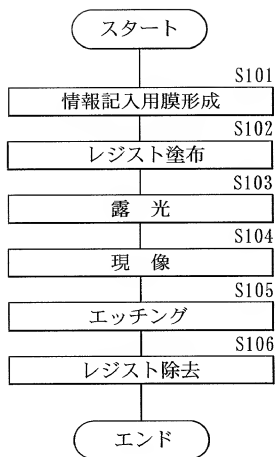 スタート
S101
情報記入用膜形成
S102
レジスト塗布
S103
露 光
S104
現 像
S105
エッチング
S106
レジスト除去
エンド